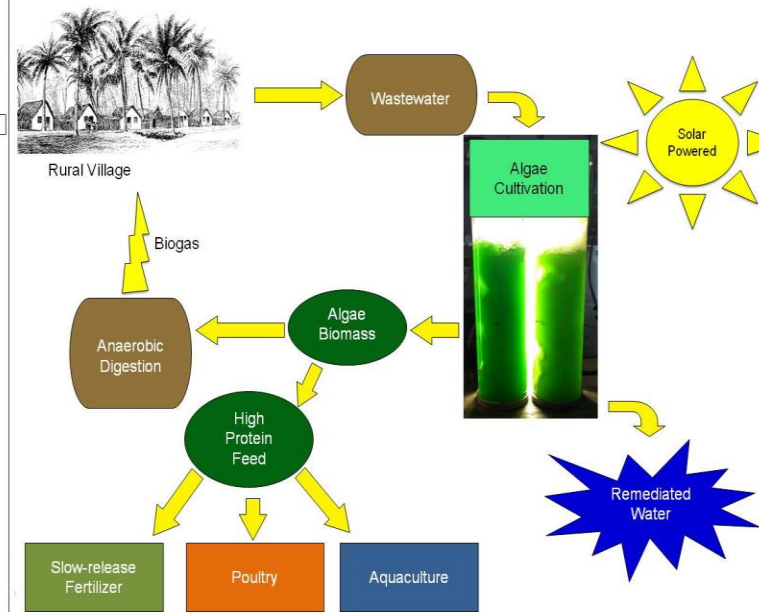 Rural Village
Wastewater
Solar
Powered
Algae
Cultivation
Biogas
Algae
Biomass
Anaerobic
Digestion
High
Protein
Feed
Remediated
Water
Slow-release
Fertilizer
Poultry
Aquaculture